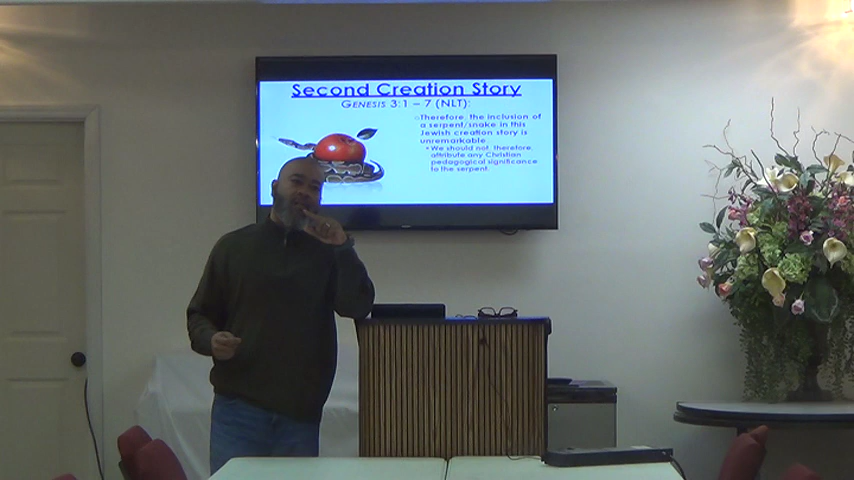 Second Creation Story
Genesis 3:1 – 7 (NLT):
Therefore, the inclusion of
a serpent/snake in this
Jewish creation story is
unremarkable.
We should not, therefore,
attribute any Christian
pedagogical significance
to the serpent.